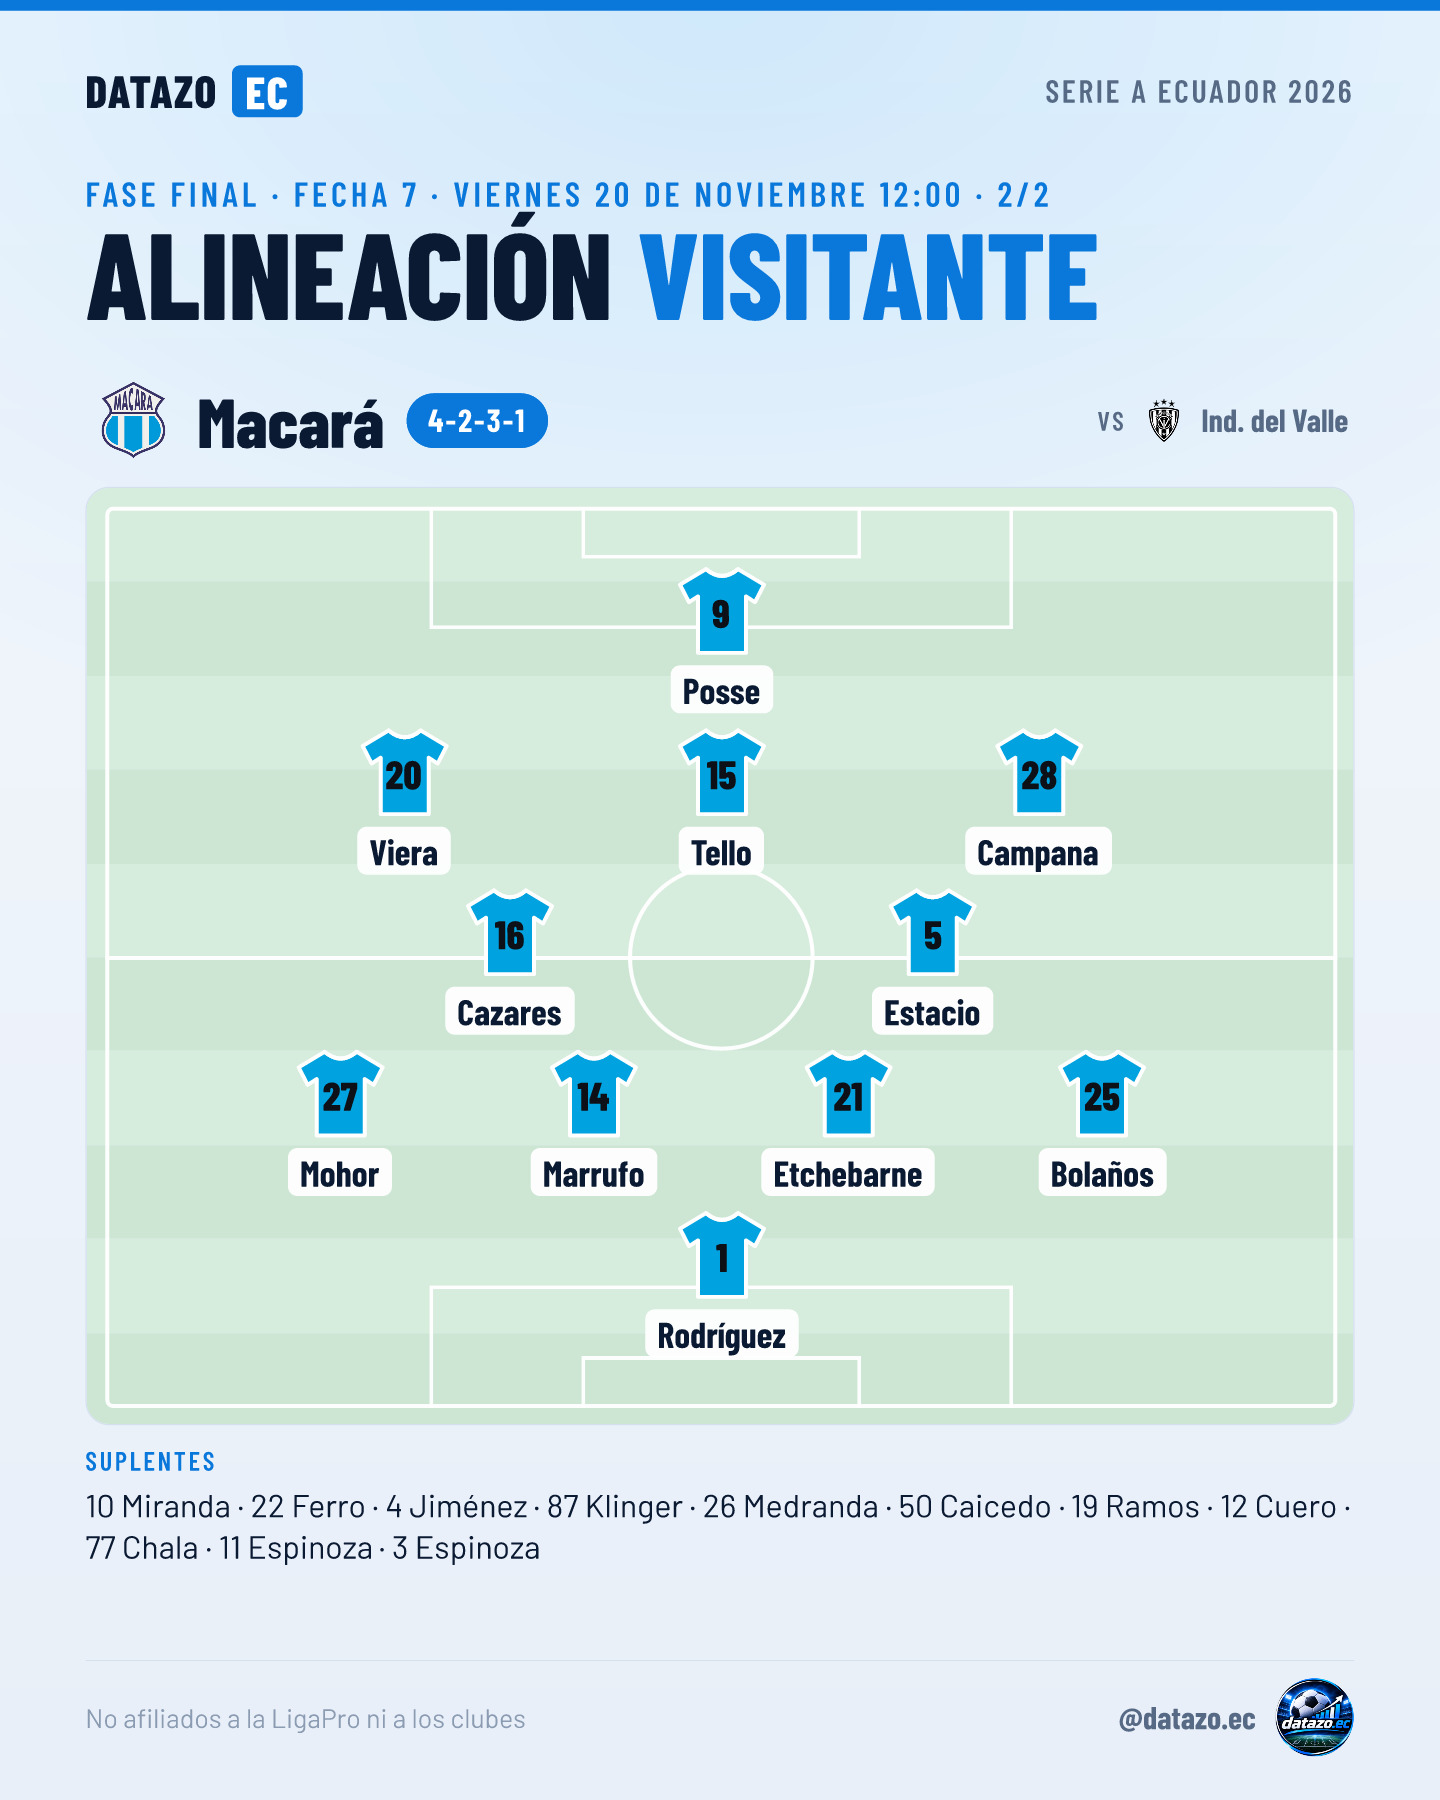 DATAZO EC
SERIE A ECUADOR 2026
FASE FINAL · FECHA 7 · VIERNES 20 DE NOVIEMBRE 12:00 · 2/2
ALINEACIÓN VISITANTE
MACARÁ
Macará 4-2-3-1
VS Ind. del Valle
9
Posse
20 15 28
Viera Tello Campana
16 5
Cazares Estacio
27 14 21 25
Mohor Marrufo Etchebarne Bolaños
1
Rodríguez
SUPLENTES
10 Miranda · 22 Ferro · 4 Jiménez · 87 Klinger · 26 Medranda · 50 Caicedo · 19 Ramos · 12 Cuero ·
77 Chala · 11 Espinoza · 3 Espinoza
No afiliados a la LigaPro ni a los clubes
@datazo.ec
datazo.ec